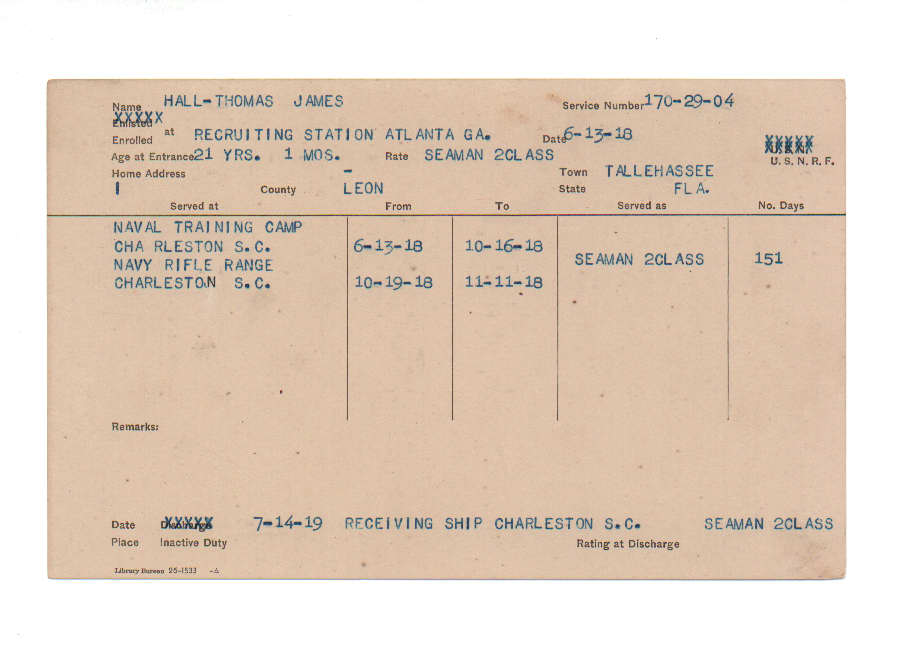 Name HALL-THOMAS JAMES Service Number 170-29-04
XXXXX
Enlisted
Enrolled at RECRUITING STATION ATLANTA GA. Date 6-13-18 XXXXX
Age at Entrance 21 YRS. 1 MOS. Rate SEAMAN 2CLASS U. S. N. R. F.
Home Address - Town TALLEHASSEE
County LEON State FLA.
Served at From To Served as No. Days
NAVAL TRAINING CAMP
CHA RLESTON S.C. 6-13-18 10-16-18
NAVY RIFLE RANGE SEAMAN 2CLASS 151
CHARLESTON S.C. 10-19-18 11-11-18
Remarks:
Date Discharge XXXXX 7-14-19 RECEIVING SHIP CHARLESTON S.C. SEAMAN 2CLASS
Place Inactive Duty Rating at Discharge
Library Bureau 26-1533